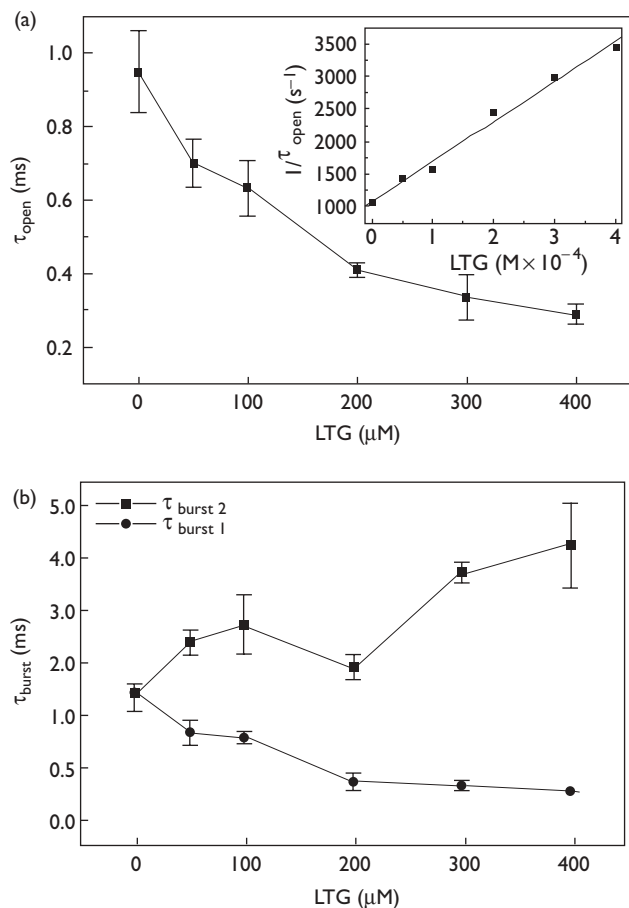 (a)
1.0
0.8
0.6
0.4
0.2
τopen (ms)
0 100 200 300 400
LTG (μM)
3500
3000
2500
2000
1500
1000
1/τ open (s⁻¹)
0 1 2 3 4
LTG (M×10⁻⁴)
(b)
τ burst 2
τ burst 1
5.0
4.0
3.0
2.0
1.0
0.5
0.0
τburst (ms)
0 100 200 300 400
LTG (μM)